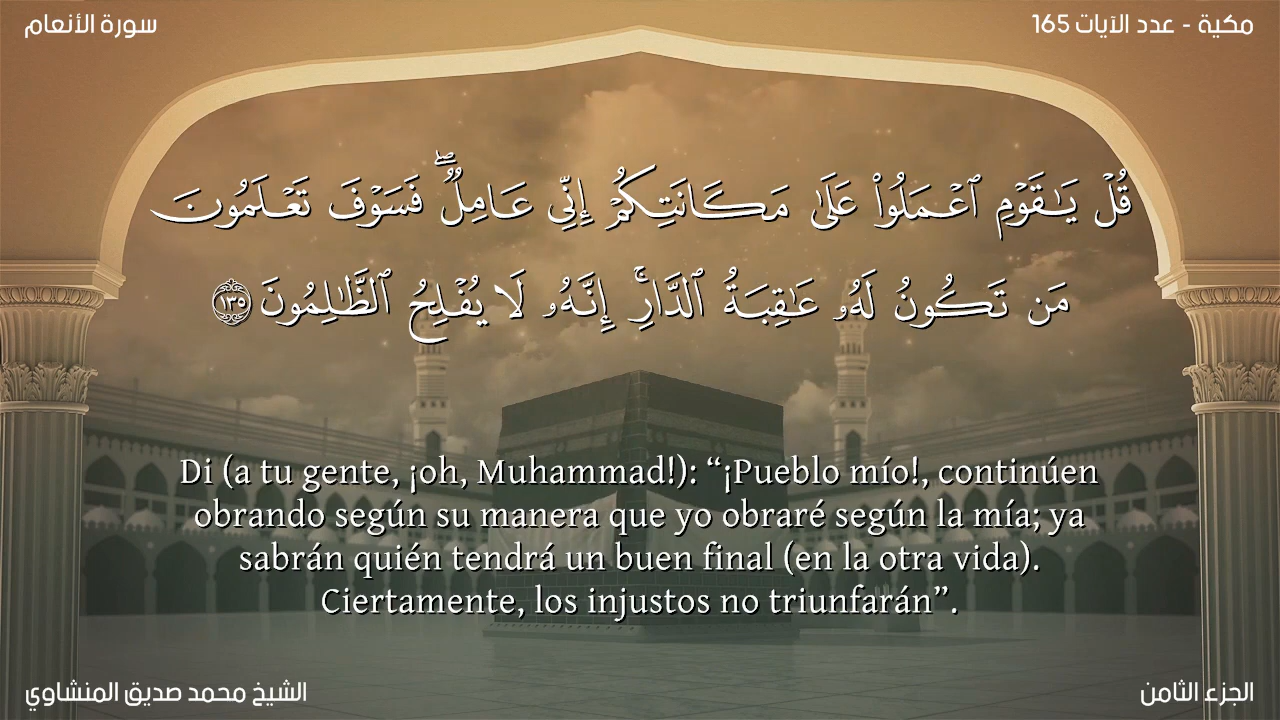 سورة الأنعام
مكية - عدد الآيات 165
قُلْ يَـٰقَوْمِ ٱعْمَلُوا۟ عَلَىٰ مَكَانَتِكُمْ إِنِّى عَامِلٌۭ ۖ فَسَوْفَ تَعْلَمُونَ
مَن تَكُونُ لَهُۥ عَـٰقِبَةُ ٱلدَّارِ ۚ إِنَّهُۥ لَا يُفْلِحُ ٱلظَّـٰلِمُونَ ١٣٥
Di (a tu gente, ¡oh, Muhammad!): “¡Pueblo mío!, continúen
obrando según su manera que yo obraré según la mía; ya
sabrán quién tendrá un buen final (en la otra vida).
Ciertamente, los injustos no triunfarán”.
الشيخ محمد صديق المنشاوي
الجزء الثامن